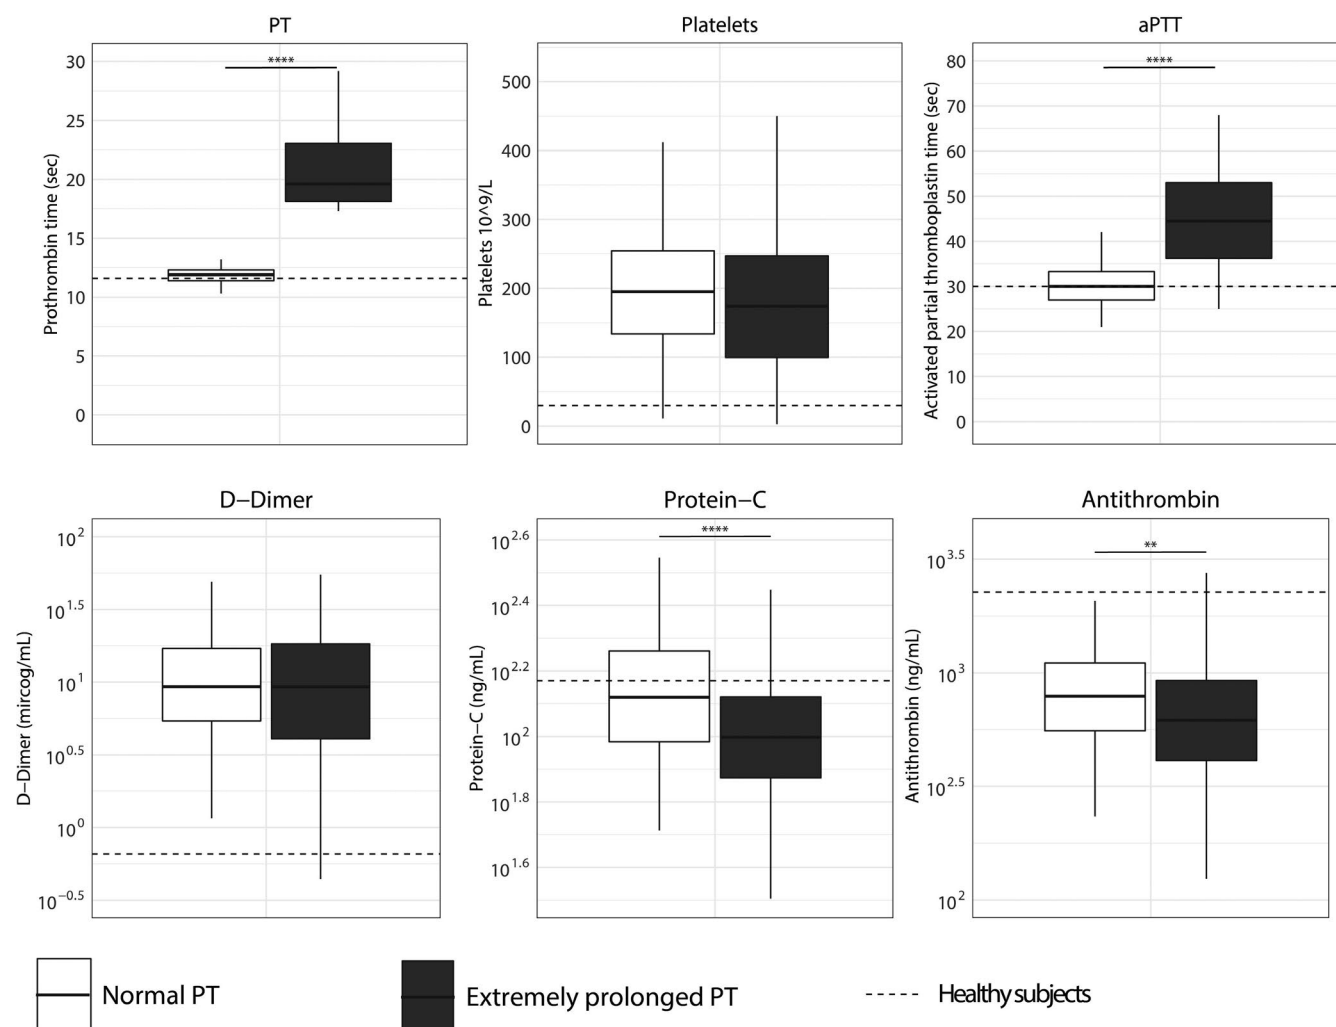 PT
Platelets
aPTT
Prothrombin time (sec)
30
25
20
15
10
5
0
****
Platelets 10^9/L
500
400
300
200
100
0
Activated partial thromboplastin time (sec)
80
70
60
50
40
30
20
10
0
****
D−Dimer
Protein−C
Antithrombin
D−Dimer (mircog/mL)
10^2
10^1.5
10^1
10^0.5
10^0
10^−0.5
Protein−C (ng/mL)
10^2.6
10^2.4
10^2.2
10^2
10^1.8
10^1.6
****
Antithrombin (ng/mL)
10^3.5
10^3
10^2.5
10^2
**
Normal PT
Extremely prolonged PT
Healthy subjects